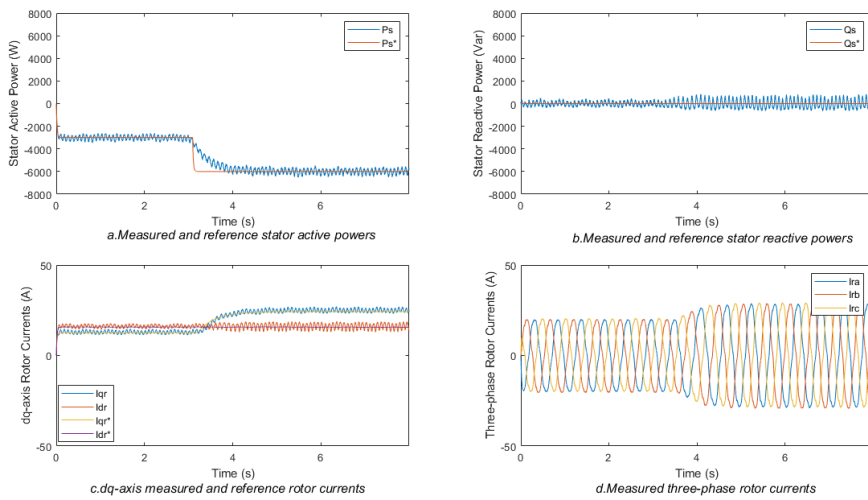 8000
6000
4000
2000
0
-2000
-4000
-6000
-8000
Stator Active Power (W)
Ps
Ps*
0
2
4
6
Time (s)
a.Measured and reference stator active powers
8000
6000
4000
2000
0
-2000
-4000
-6000
-8000
Stator Reactive Power (Var)
Qs
Qs*
0
2
4
6
Time (s)
b.Measured and reference stator reactive powers
50
0
-50
dq-axis Rotor Currents (A)
Iqr
Idr
Iqr*
Idr*
0
2
4
6
Time (s)
c.dq-axis measured and reference rotor currents
50
0
-50
Three-phase Rotor Currents (A)
Ira
Irb
Irc
0
2
4
6
Time (s)
d.Measured three-phase rotor currents